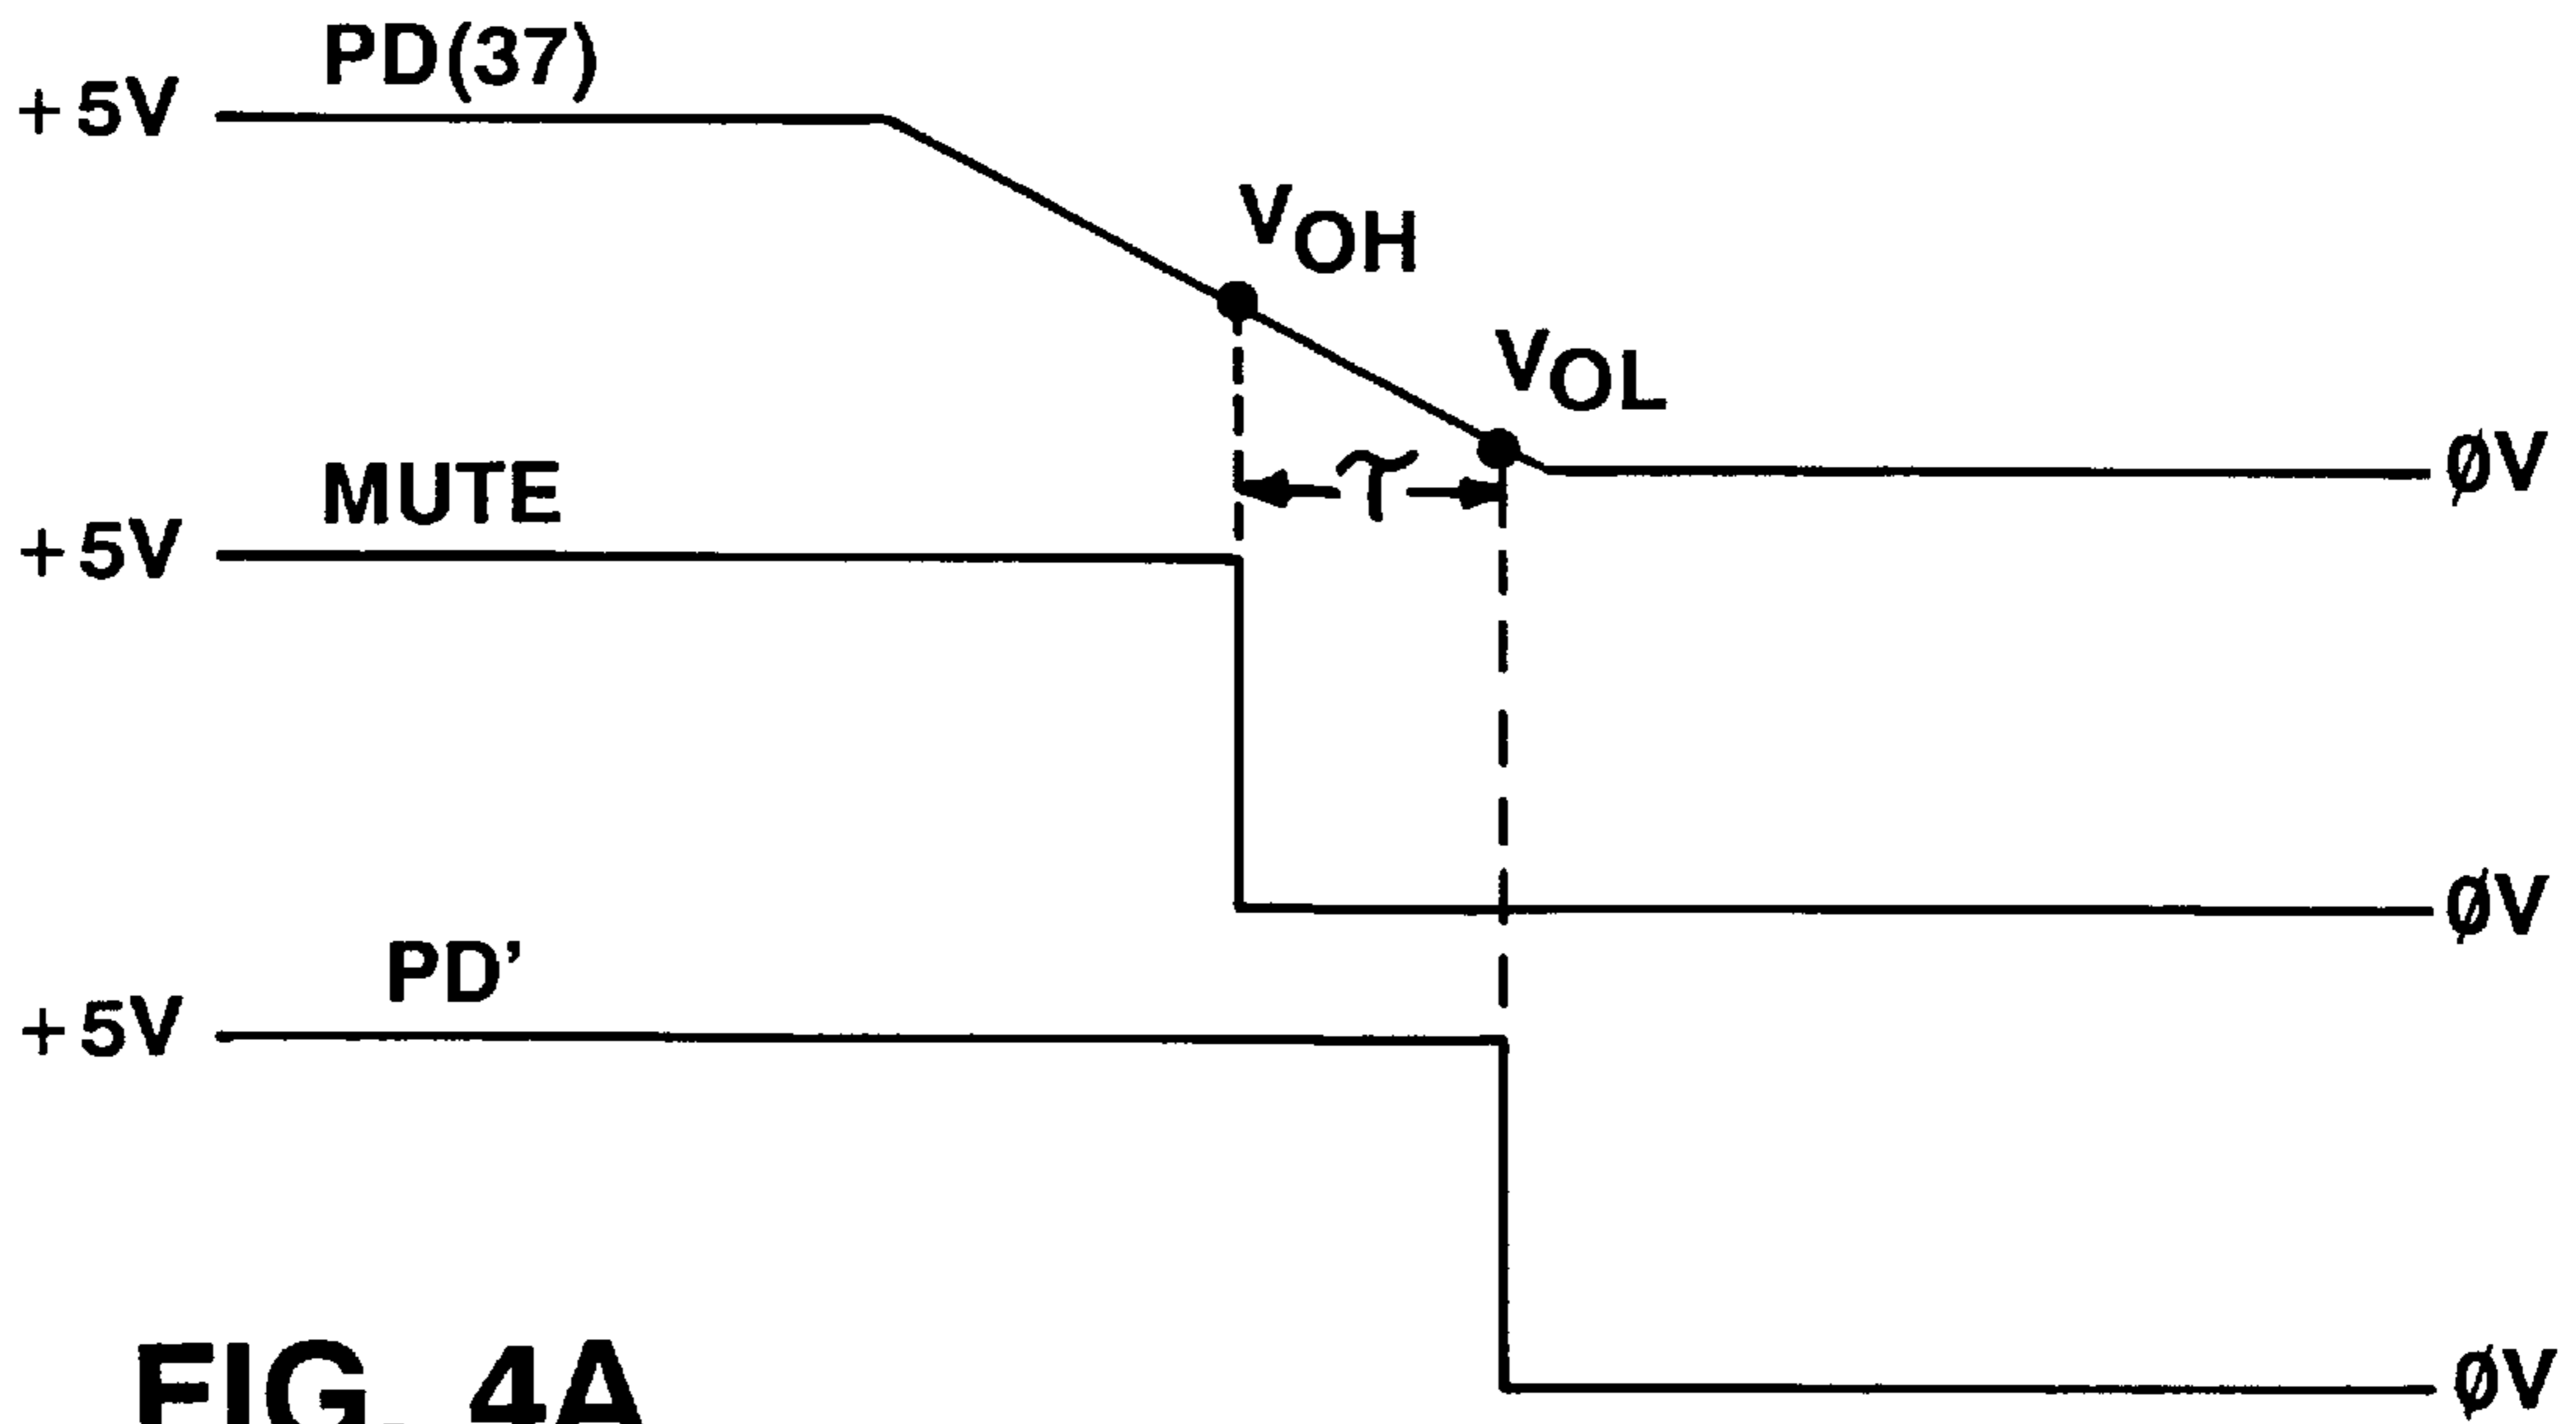 PD(37)
+5V
VOH
VOL
τ
ØV
MUTE
+5V
ØV
PD’
+5V
ØV
FIG. 4A